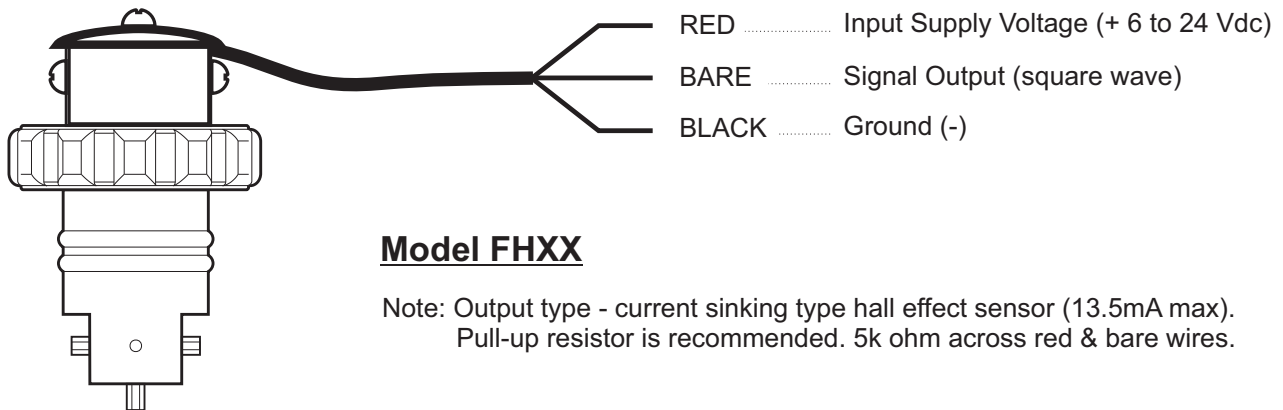 RED ........ Input Supply Voltage (+ 6 to 24 Vdc)
BARE ........ Signal Output (square wave)
BLACK ........ Ground (-)
Model FHXX
Note: Output type - current sinking type hall effect sensor (13.5mA max).
Pull-up resistor is recommended. 5k ohm across red & bare wires.